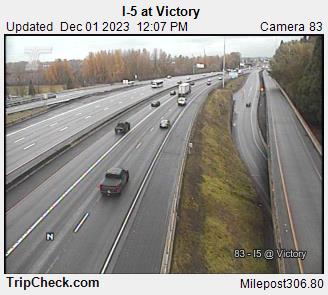 I-5 at Victory
Updated Dec 01 2023 12:07 PM Camera 83
N
83 - I5 @ Victory
TripCheck.com Milepost306.80